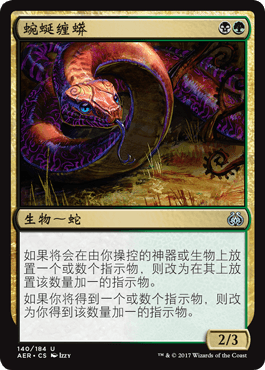 蜿蜒缠蟒
生物～蛇
如果将会在由你操控的神器或生物上放
置一个或数个指示物，则改为在其上放
置该数量加一的指示物。
如果你将得到一个或数个指示物，则改
为你得到该数量加一的指示物。
2/3
140/184 U
AER • CS Izzy
™ & © 2017 Wizards of the Coast